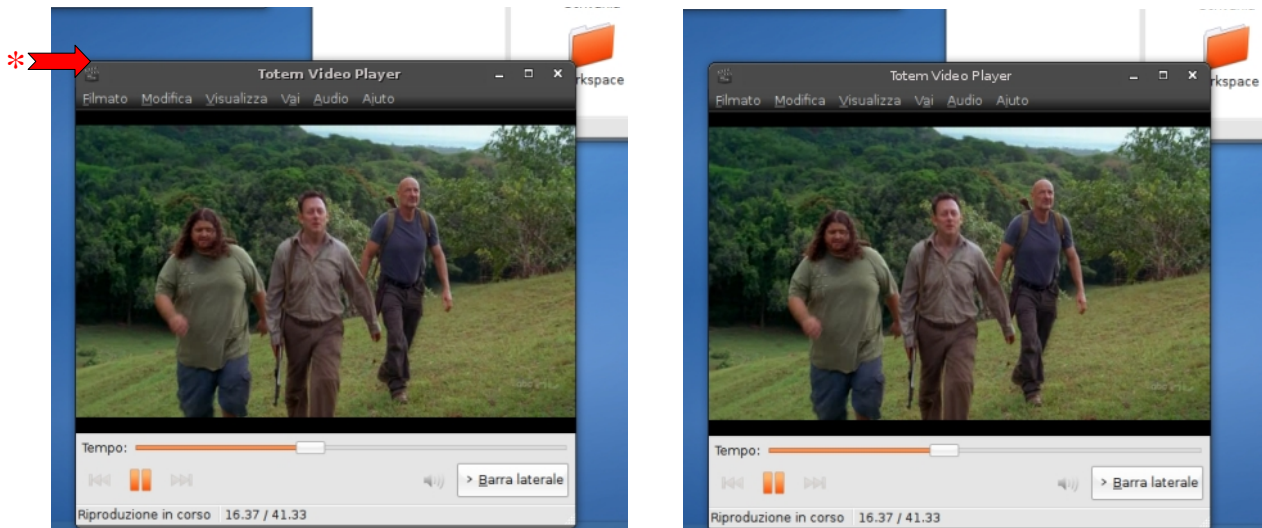 *
Workspace
Totem Video Player
Filmato Modifica Visualizza Vai Audio Aiuto
Tempo:
> Barra laterale
Riproduzione in corso 16.37 / 41.33
rkspace
Totem Video Player
Filmato Modifica Visualizza Vai Audio Aiuto
Tempo:
> Barra laterale
Riproduzione in corso 16.37 / 41.33